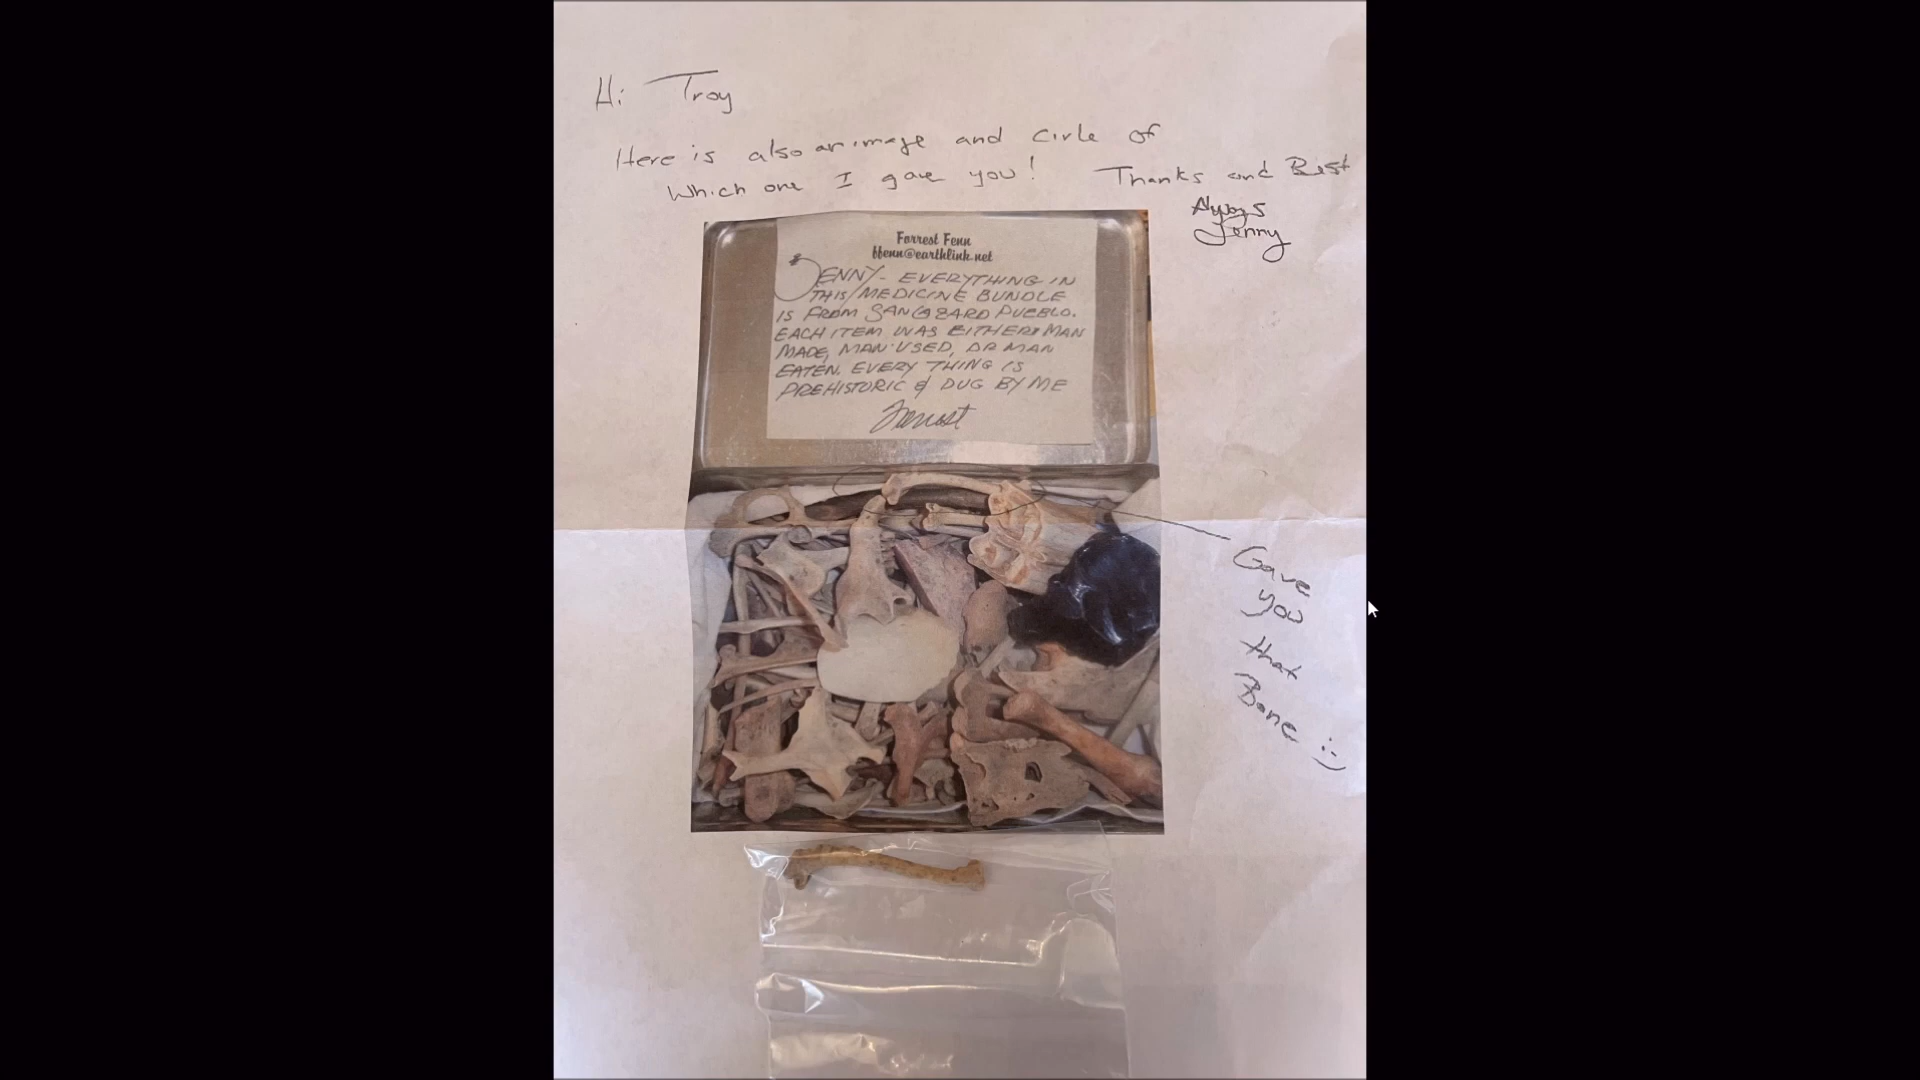 Hi Troy
Here is also an image and Circle of
Which one I gave you! Thanks and Best
Always
Jenny
Forrest Fenn
ffenn@earthlink.net
JENNY- EVERYTHING IN
THIS MEDICINE BUNDLE
IS FROM SAN LAZARO PUEBLO.
EACH ITEM WAS EITHER MAN
MADE, MAN USED, OR MAN
EATEN. EVERY THING IS
PREHISTORIC & DUG BY ME
Forrest
Gave
you
that
Bone :)